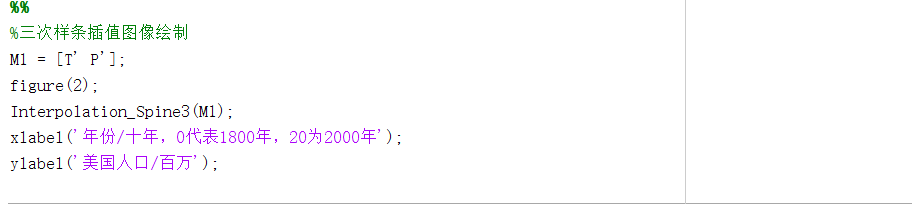 %%
%三次样条插值图像绘制
M1 = [T' P'];
figure(2);
Interpolation_Spine3(M1);
xlabel('年份/十年，0代表1800年，20为2000年');
ylabel('美国人口/百万');